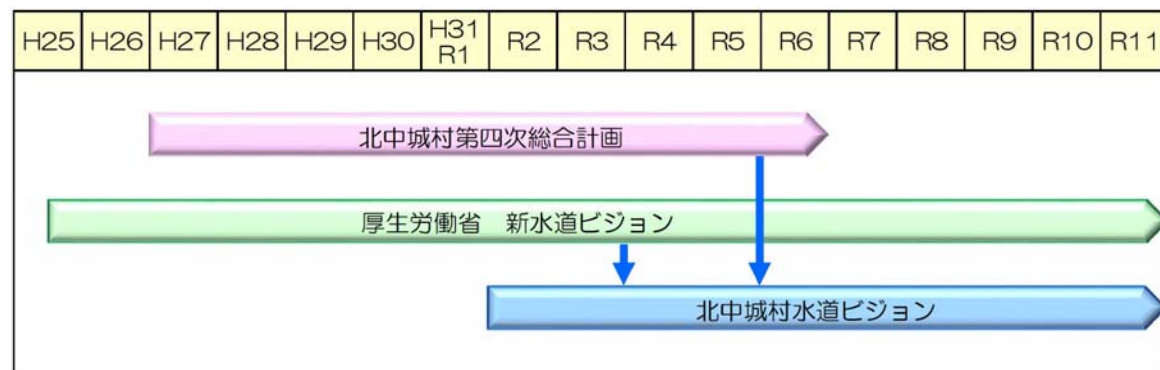 H25 H26 H27 H28 H29 H30 H31 R1 R2 R3 R4 R5 R6 R7 R8 R9 R10 R11
北中城村第四次総合計画
厚生労働省　新水道ビジョン
北中城村水道ビジョン